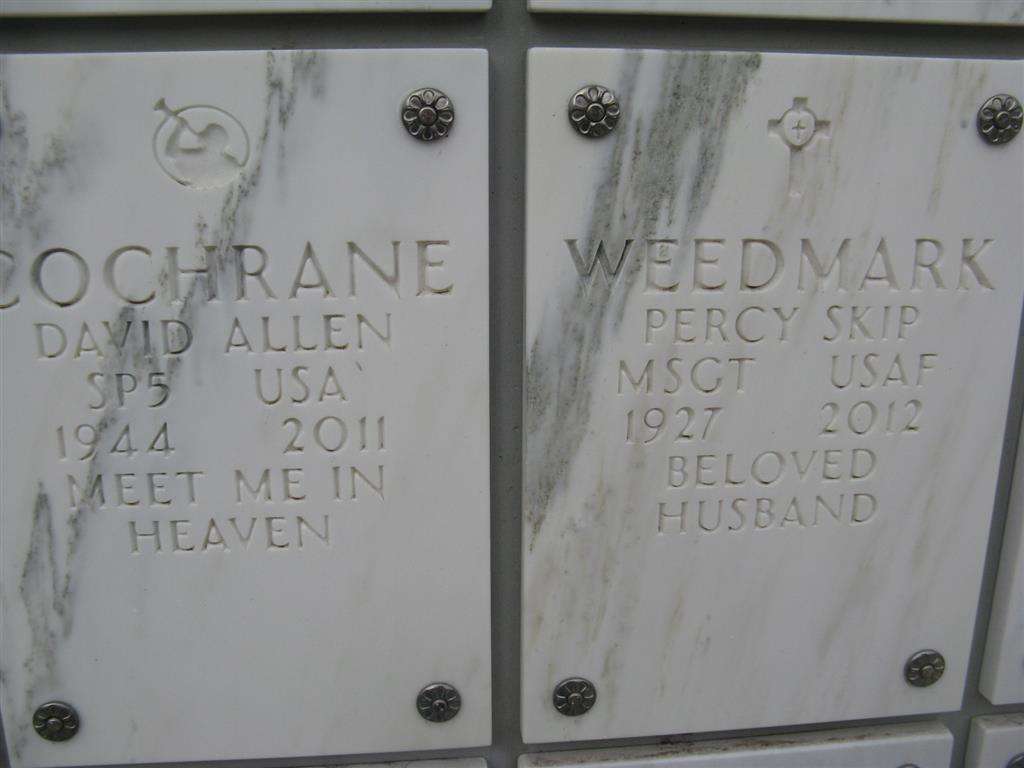 COCHRANE
DAVID ALLEN
SP5 USA
1944 2011
MEET ME IN
HEAVEN
WEEDMARK
PERCY SKIP
MSGT USAF
1927 2012
BELOVED
HUSBAND